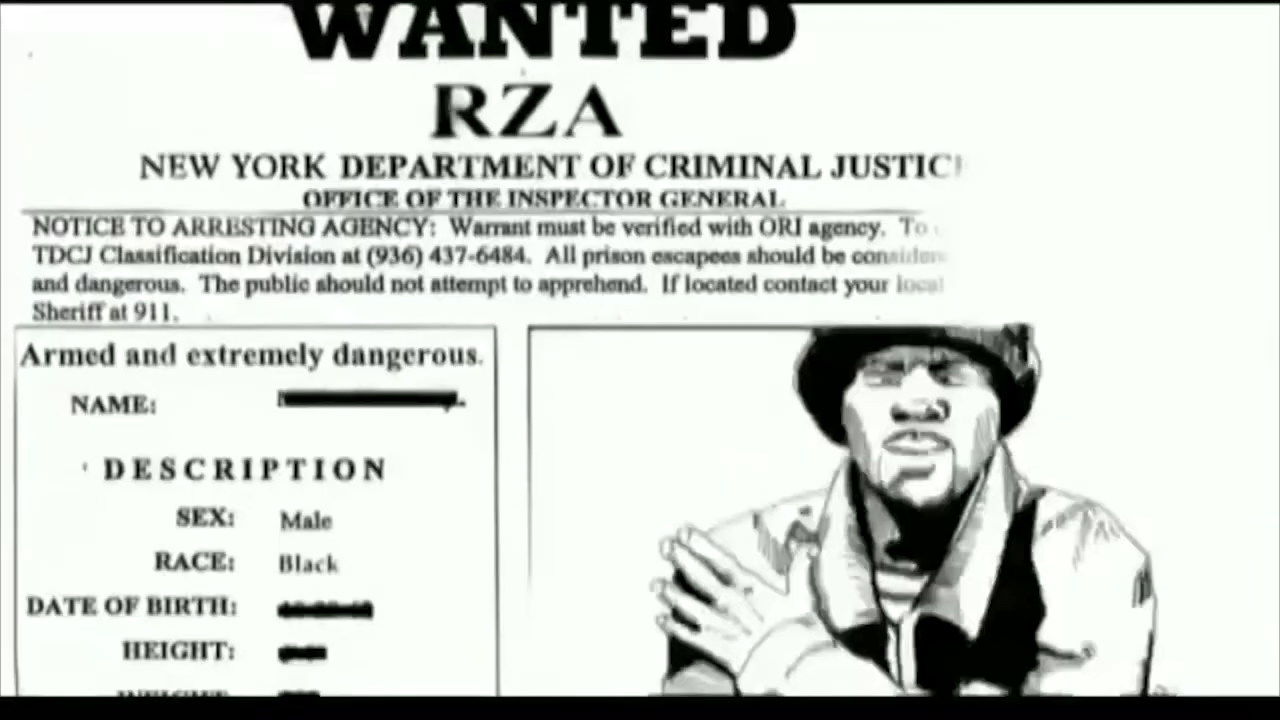 WANTED
RZA
NEW YORK DEPARTMENT OF CRIMINAL JUSTIC
OFFICE OF THE INSPECTOR GENERAL
NOTICE TO ARRESTING AGENCY: Warrant must be verified with ORI agency. To
TDCJ Classification Division at (936) 437-6484. All prison escapees should be consider
and dangerous. The public should not attempt to apprehend. If located contact your local
Sheriff at 911.
Armed and extremely dangerous.
NAME:
DESCRIPTION
SEX: Male
RACE: Black
DATE OF BIRTH:
HEIGHT: